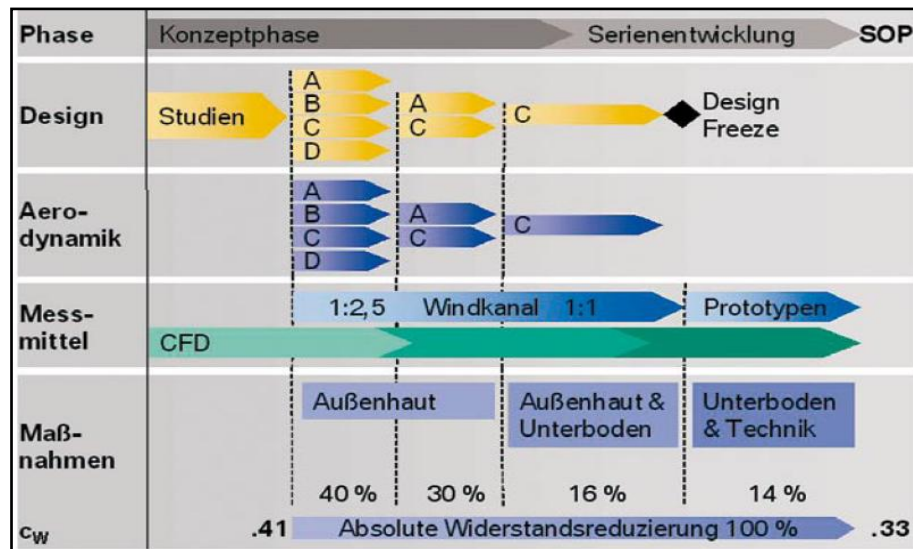 Phase
Konzeptphase
Serienentwicklung
SOP
Design
Studien
A
B
C
D
A
C
C
Design
Freeze
Aero-
dynamik
A
B
C
D
A
C
C
Mess-
mittel
1:2,5 Windkanal 1:1
Prototypen
CFD
Maß-
nahmen
Außenhaut
Außenhaut &
Unterboden
Unterboden
& Technik
40 %
30 %
16 %
14 %
cW
.41
Absolute Widerstandsreduzierung 100 %
.33